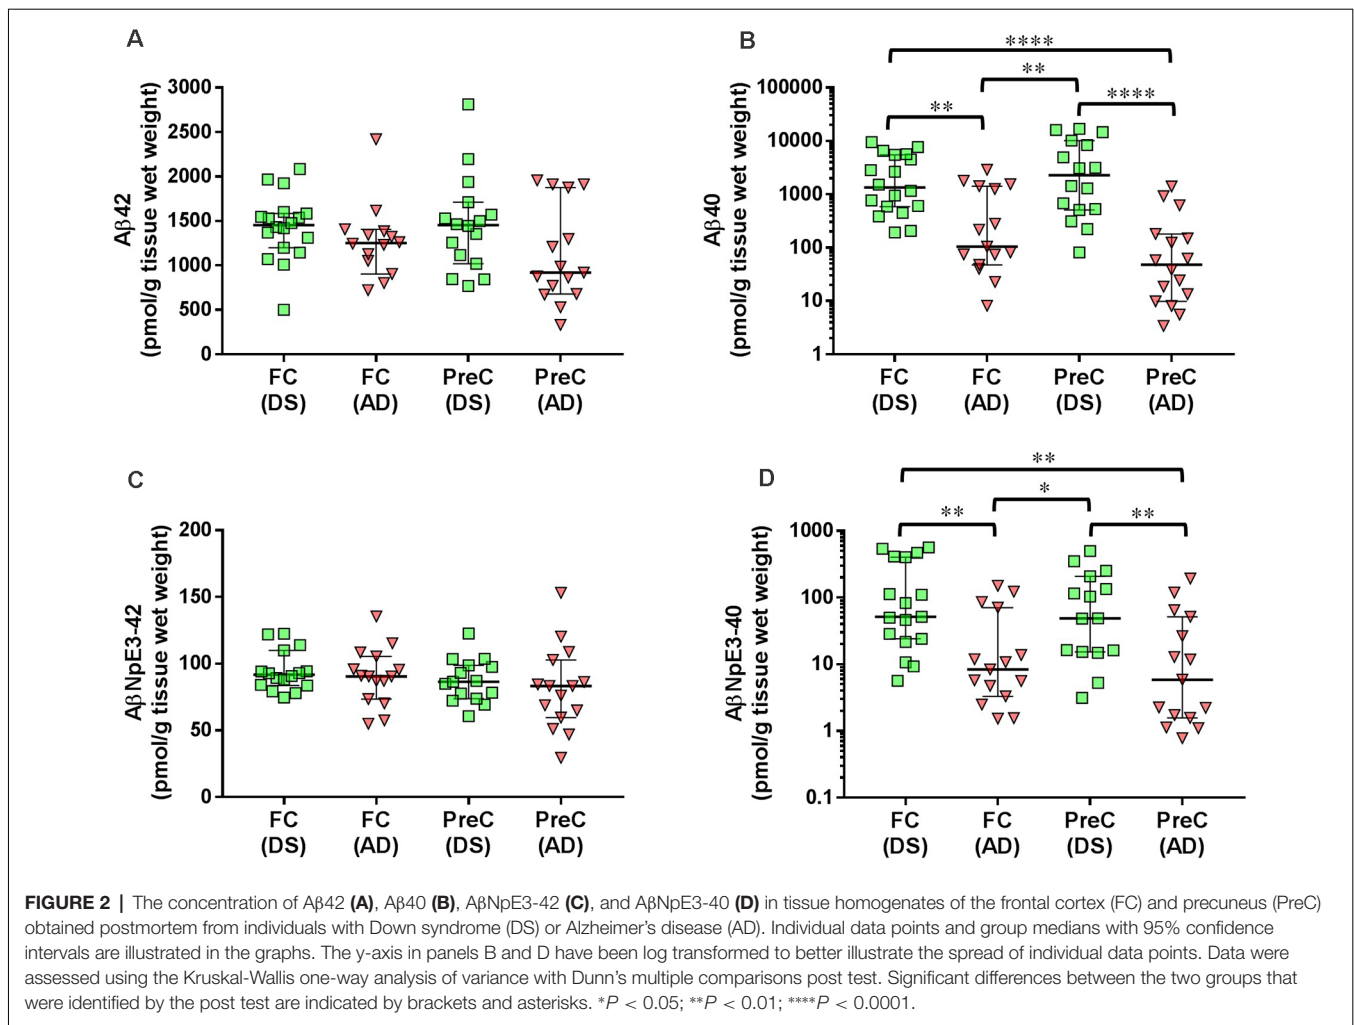 A
Aβ42
(pmol/g tissue wet weight)
3000
2500
2000
1500
1000
500
0
FC
(DS)
FC
(AD)
PreC
(DS)
PreC
(AD)
B
Aβ40
(pmol/g tissue wet weight)
****
**
**
****
100000
10000
1000
100
10
1
FC
(DS)
FC
(AD)
PreC
(DS)
PreC
(AD)
C
AβNpE3-42
(pmol/g tissue wet weight)
200
150
100
50
0
FC
(DS)
FC
(AD)
PreC
(DS)
PreC
(AD)
D
AβNpE3-40
(pmol/g tissue wet weight)
**
*
**
**
1000
100
10
1
0.1
FC
(DS)
FC
(AD)
PreC
(DS)
PreC
(AD)
FIGURE 2 | The concentration of Aβ42 (A), Aβ40 (B), AβNpE3-42 (C), and AβNpE3-40 (D) in tissue homogenates of the frontal cortex (FC) and precuneus (PreC)
obtained postmortem from individuals with Down syndrome (DS) or Alzheimer's disease (AD). Individual data points and group medians with 95% confidence
intervals are illustrated in the graphs. The y-axis in panels B and D have been log transformed to better illustrate the spread of individual data points. Data were
assessed using the Kruskal-Wallis one-way analysis of variance with Dunn's multiple comparisons post test. Significant differences between the two groups that
were identified by the post test are indicated by brackets and asterisks. *P < 0.05; **P < 0.01; ****P < 0.0001.